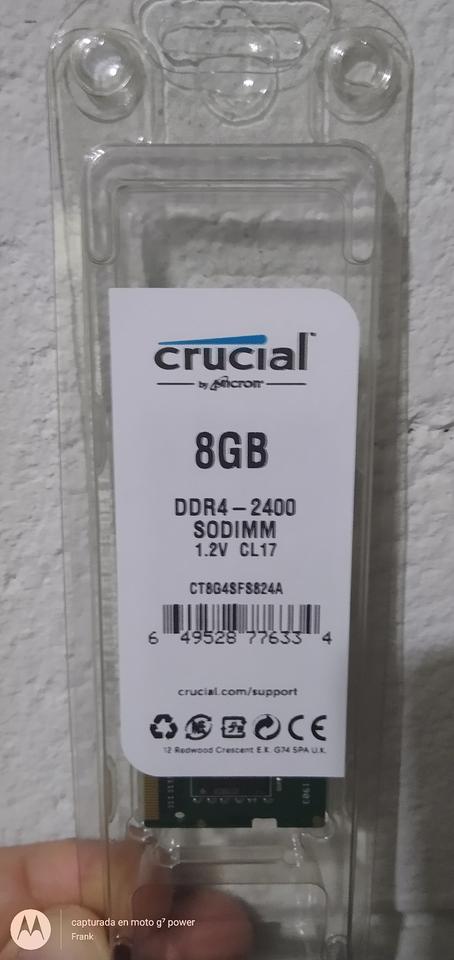 crucial™
by Micron®
8GB
DDR4-2400
SODIMM
1.2V CL17
CT8G4SFS824A
6 49528 77633 4
crucial.com/support
CE
12 Redwood Crescent E.K. G74 5PA U.K.
capturada en moto g⁷ power
Frank